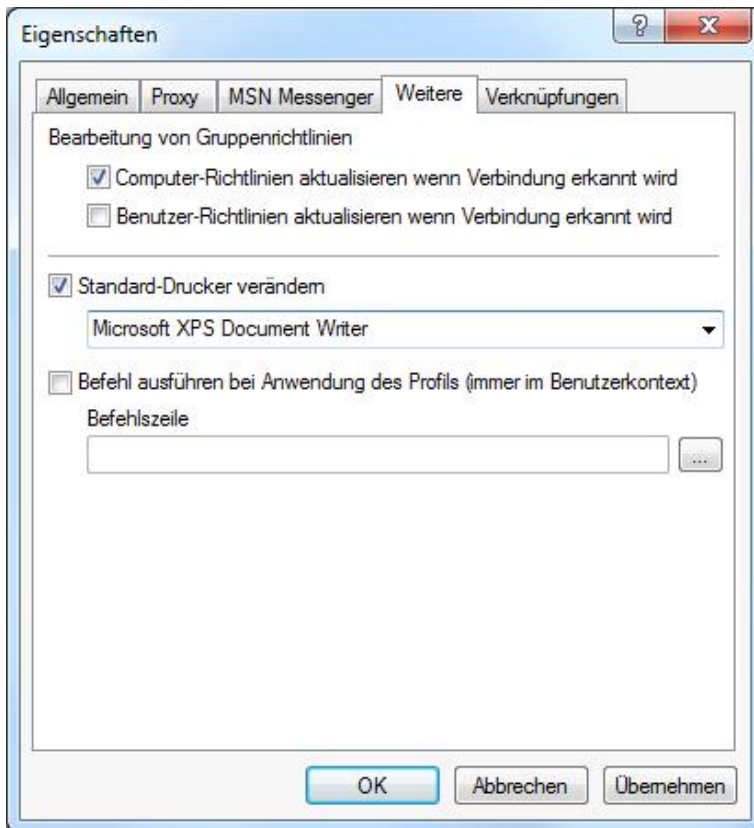 Eigenschaften
Allgemein Proxy MSN Messenger Weitere Verknüpfungen
Bearbeitung von Gruppenrichtlinien
Computer-Richtlinien aktualisieren wenn Verbindung erkannt wird
Benutzer-Richtlinien aktualisieren wenn Verbindung erkannt wird
Standard-Drucker verändern
Microsoft XPS Document Writer
Befehl ausführen bei Anwendung des Profils (immer im Benutzerkontext)
Befehlszeile
...
OK Abbrechen Übernehmen